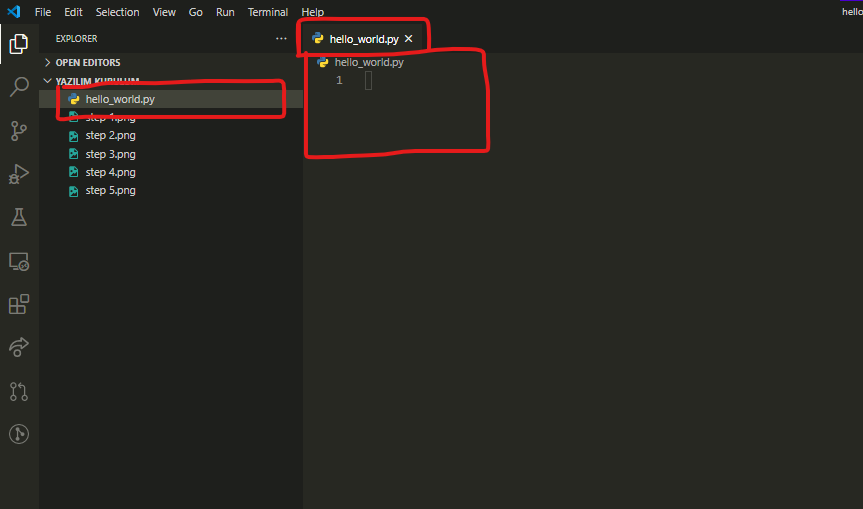 File Edit Selection View Go Run Terminal Help hello
EXPLORER ···
hello_world.py ×
OPEN EDITORS
hello_world.py
YAZILIM KURULUM
1
hello_world.py
step 1.png
step 2.png
step 3.png
step 4.png
step 5.png